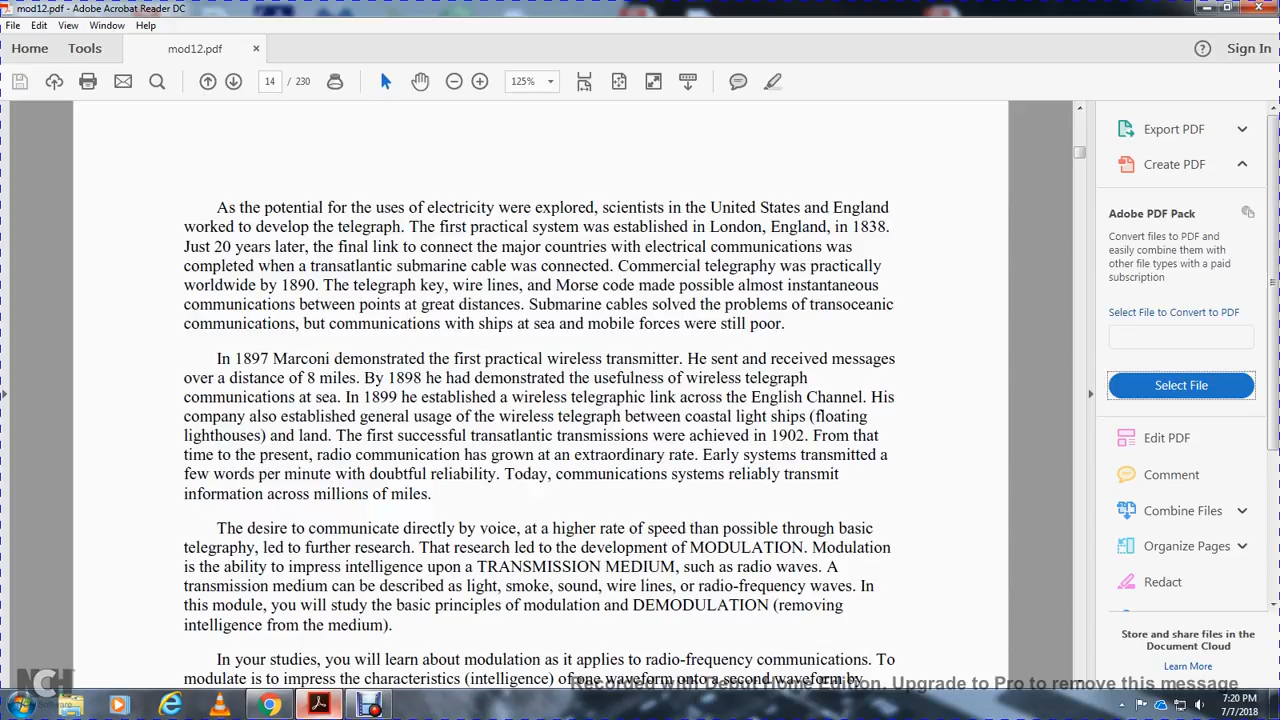 mod12.pdf - Adobe Acrobat Reader DC
File Edit View Window Help
Home Tools mod12.pdf × Sign In
14 / 230 125%
As the potential for the uses of electricity were explored, scientists in the United States and England
worked to develop the telegraph. The first practical system was established in London, England, in 1838.
Just 20 years later, the final link to connect the major countries with electrical communications was
completed when a transatlantic submarine cable was connected. Commercial telegraphy was practically
worldwide by 1890. The telegraph key, wire lines, and Morse code made possible almost instantaneous
communications between points at great distances. Submarine cables solved the problems of transoceanic
communications, but communications with ships at sea and mobile forces were still poor.
In 1897 Marconi demonstrated the first practical wireless transmitter. He sent and received messages
over a distance of 8 miles. By 1898 he had demonstrated the usefulness of wireless telegraph
communications at sea. In 1899 he established a wireless telegraphic link across the English Channel. His
company also established general usage of the wireless telegraph between coastal light ships (floating
lighthouses) and land. The first successful transatlantic transmissions were achieved in 1902. From that
time to the present, radio communication has grown at an extraordinary rate. Early systems transmitted a
few words per minute with doubtful reliability. Today, communications systems reliably transmit
information across millions of miles.
The desire to communicate directly by voice, at a higher rate of speed than possible through basic
telegraphy, led to further research. That research led to the development of MODULATION. Modulation
is the ability to impress intelligence upon a TRANSMISSION MEDIUM, such as radio waves. A
transmission medium can be described as light, smoke, sound, wire lines, or radio-frequency waves. In
this module, you will study the basic principles of modulation and DEMODULATION (removing
intelligence from the medium).
In your studies, you will learn about modulation as it applies to radio-frequency communications. To
modulate is to impress the characteristics (intelligence) of one waveform onto a second waveform by
Export PDF
Create PDF
Adobe PDF Pack
Convert files to PDF and
easily combine them with
other file types with a paid
subscription
Select File to Convert to PDF
Select File
Edit PDF
Comment
Combine Files
Organize Pages
Redact
Store and share files in the
Document Cloud
Learn More
NCH
Recorded with Debut Home Edition. Upgrade to Pro to remove this message
7:20 PM
7/7/2018